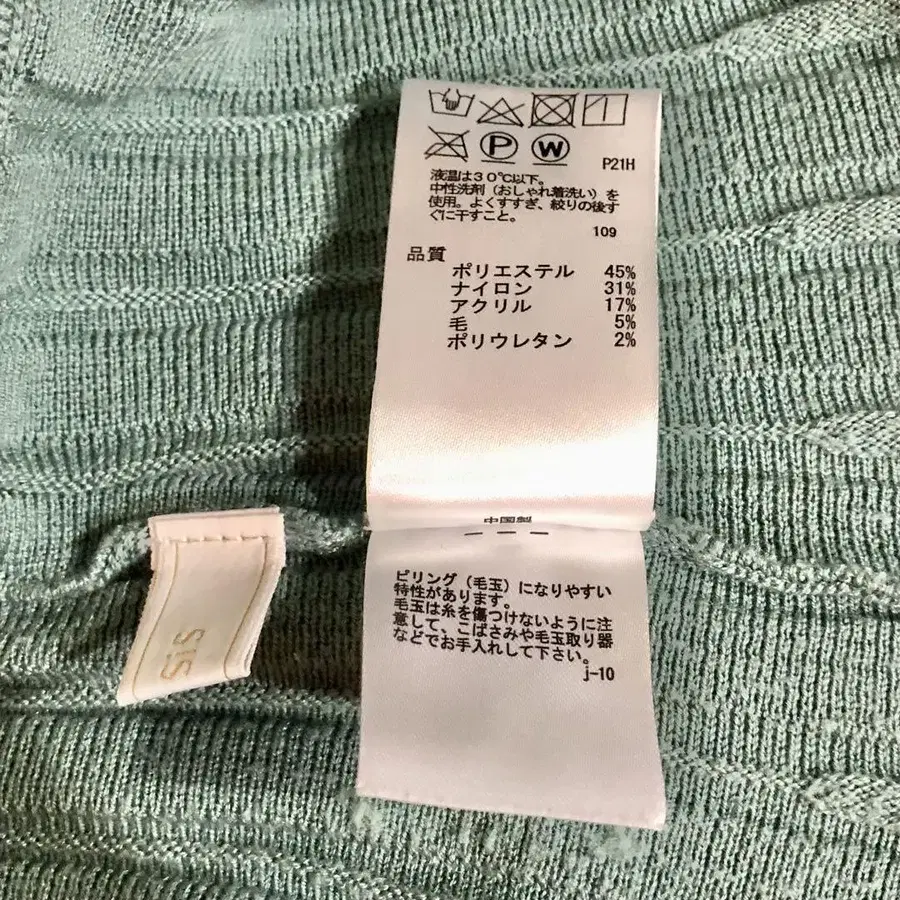 P
W
P21H
液温は30℃以下。
中性洗剤（おしゃれ着洗い）を
使用。よくすすぎ、絞りの後す
ぐに干すこと。
109
品質
ポリエステル 45%
ナイロン 31%
アクリル 17%
毛 5%
ポリウレタン 2%
中国製
ピリング（毛玉）になりやすい
特性があります。
毛玉は糸を傷つけないように注
意して、こばさみや毛玉取り器
などでお手入れして下さい。
j-10
SiS